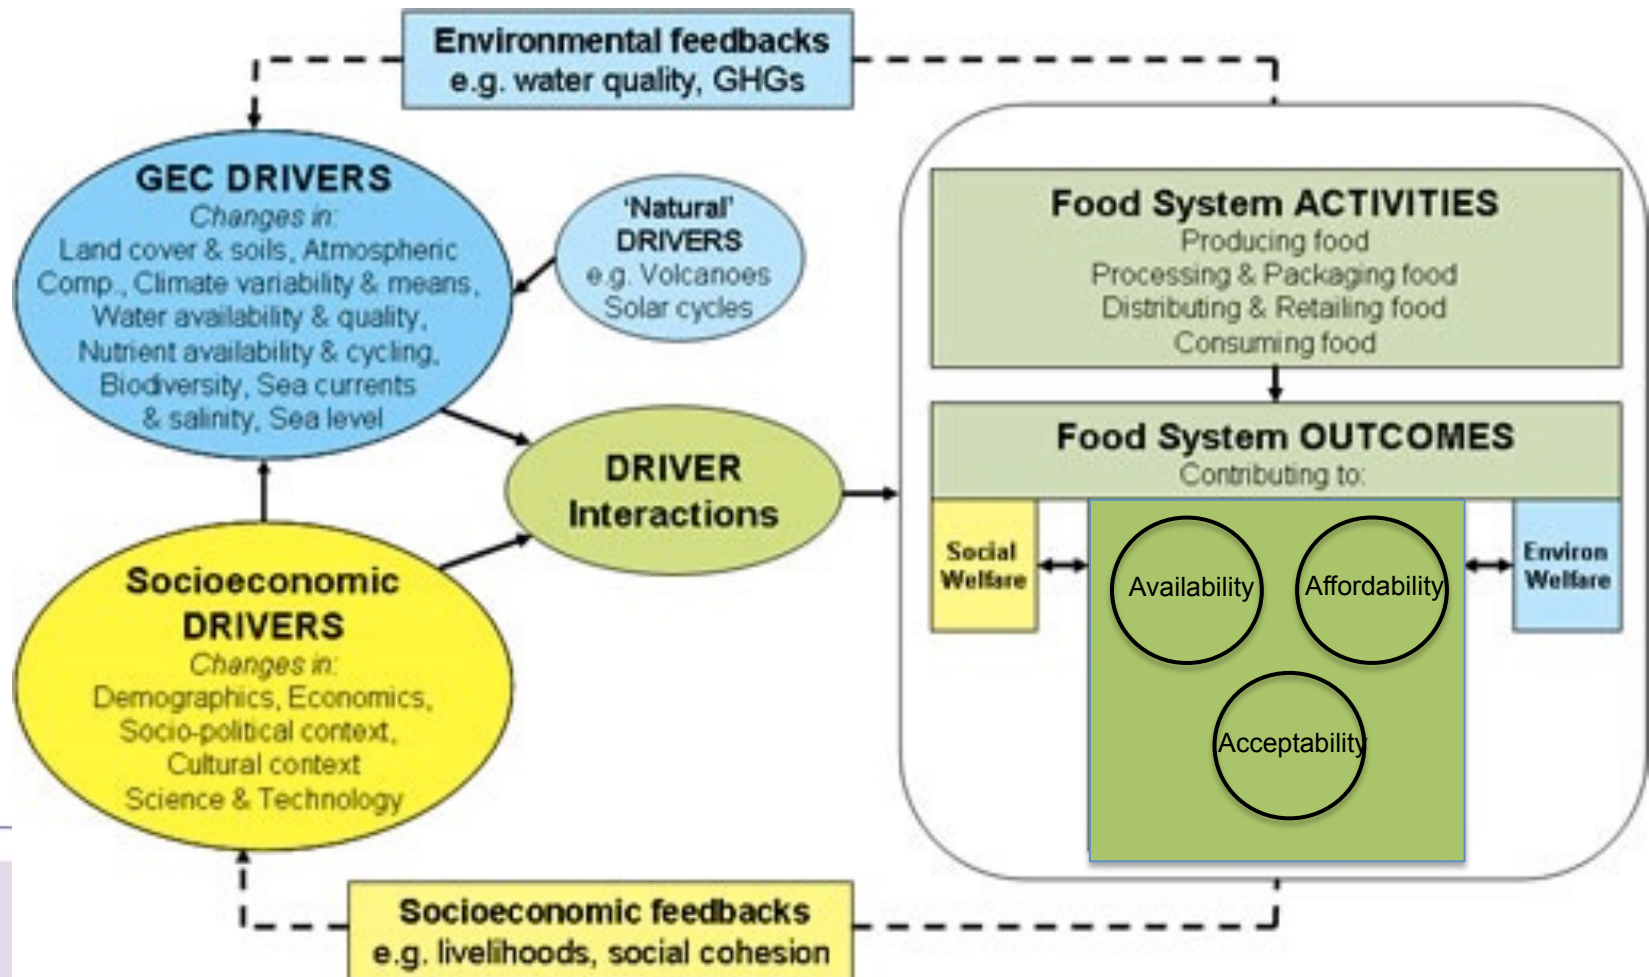 Environmental feedbacks
e.g. water quality, GHGs
GEC DRIVERS
Changes in:
Land cover & soils, Atmospheric
Comp., Climate variability & means,
Water availability & quality,
Nutrient availability & cycling,
Biodiversity, Sea currents
& salinity, Sea level
'Natural'
DRIVERS
e.g. Volcanoes
Solar cycles
DRIVER
Interactions
Socioeconomic
DRIVERS
Changes in:
Demographics, Economics,
Socio-political context,
Cultural context
Science & Technology
Socioeconomic feedbacks
e.g. livelihoods, social cohesion
Food System ACTIVITIES
Producing food
Processing & Packaging food
Distributing & Retailing food
Consuming food
Food System OUTCOMES
Contributing to:
Social
Welfare
Availability
Affordability
Acceptability
Environ
Welfare